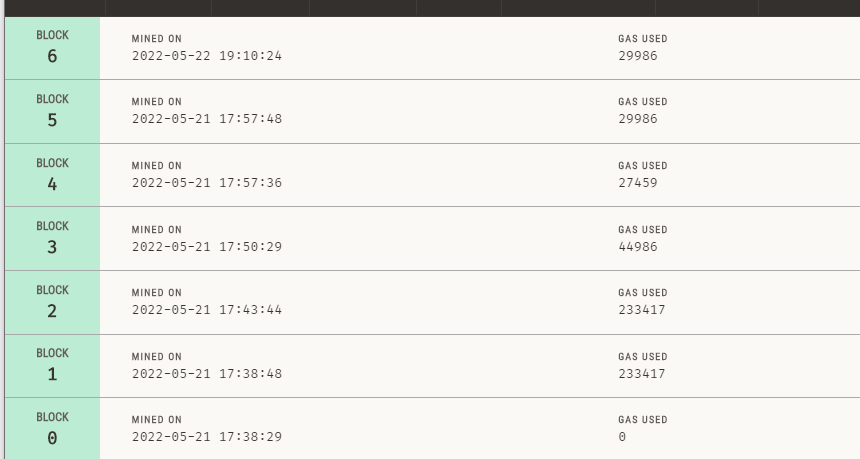 BLOCK
6
MINED ON
2022-05-22 19:10:24
GAS USED
29986
BLOCK
5
MINED ON
2022-05-21 17:57:48
GAS USED
29986
BLOCK
4
MINED ON
2022-05-21 17:57:36
GAS USED
27459
BLOCK
3
MINED ON
2022-05-21 17:50:29
GAS USED
44986
BLOCK
2
MINED ON
2022-05-21 17:43:44
GAS USED
233417
BLOCK
1
MINED ON
2022-05-21 17:38:48
GAS USED
233417
BLOCK
0
MINED ON
2022-05-21 17:38:29
GAS USED
0